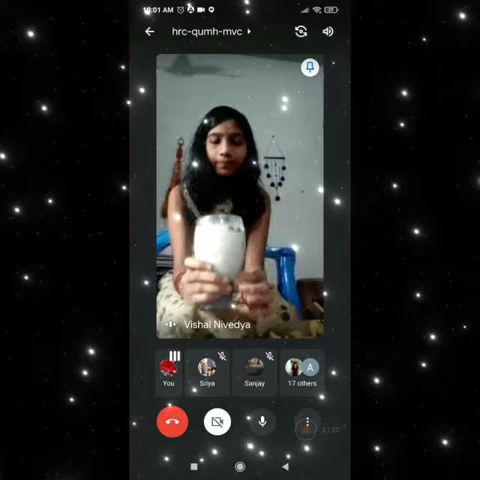 10:01 AM
hrc-qumh-mvc
Vishal Nivedya
You
Sriya
Sanjay
A
17 others